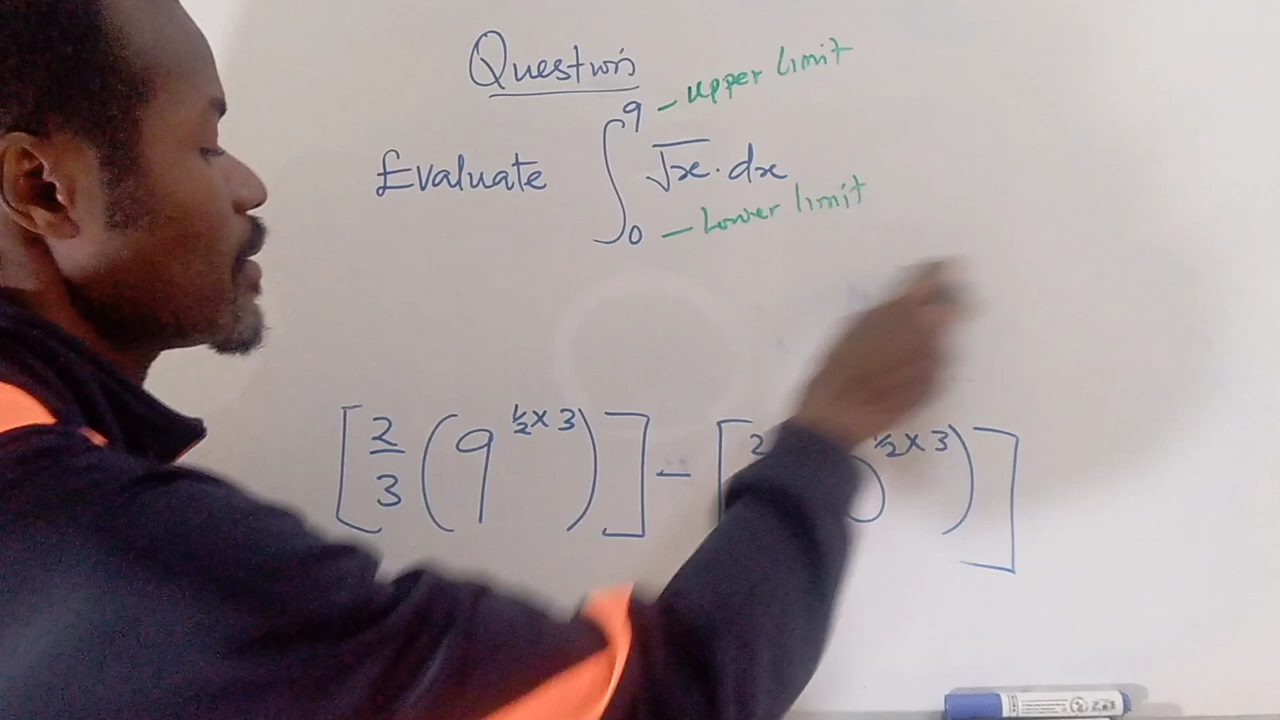 Question
9 – upper limit
Evaluate ∫ √x · dx
0 – Lower limit
[2/3 (9^(1/2 × 3))] – [2 0^(1/2 × 3))]